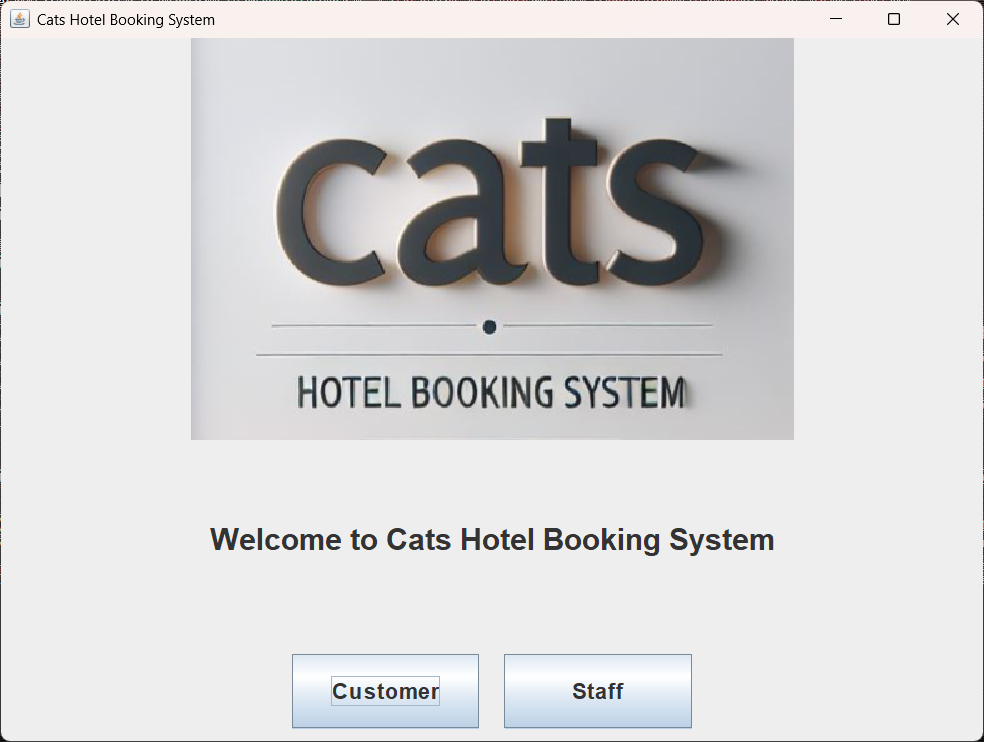 Cats Hotel Booking System
cats
HOTEL BOOKING SYSTEM
Welcome to Cats Hotel Booking System
Customer
Staff